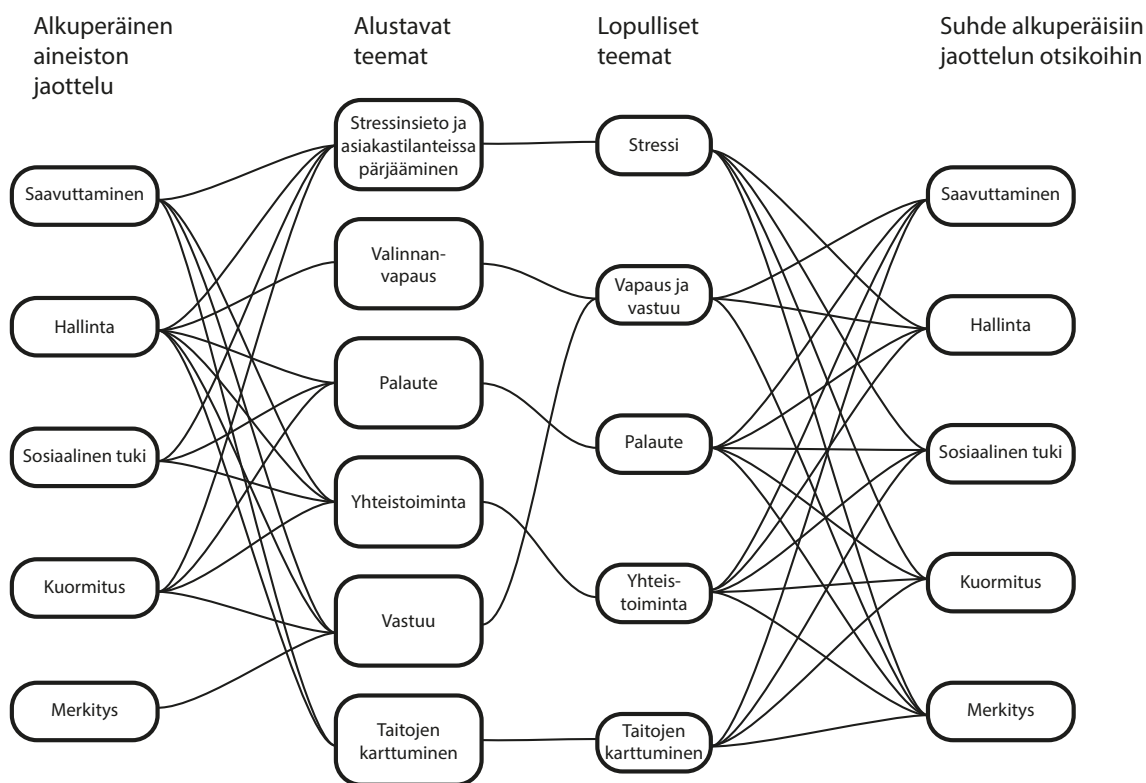 Alkuperäinen
aineiston
jaottelu
Alustavat
teemat
Lopulliset
teemat
Suhde alkuperäisiin
jaottelun otsikoihin
Saavuttaminen
Hallinta
Sosiaalinen tuki
Kuormitus
Merkitys
Stressinsieto ja
asiakastilanteissa
pärjääminen
Valinnan-
vapaus
Palaute
Yhteistoiminta
Vastuu
Taitojen
karttuminen
Stressi
Vapaus ja
vastuu
Palaute
Yhteis-
toiminta
Taitojen
karttuminen
Saavuttaminen
Hallinta
Sosiaalinen tuki
Kuormitus
Merkitys